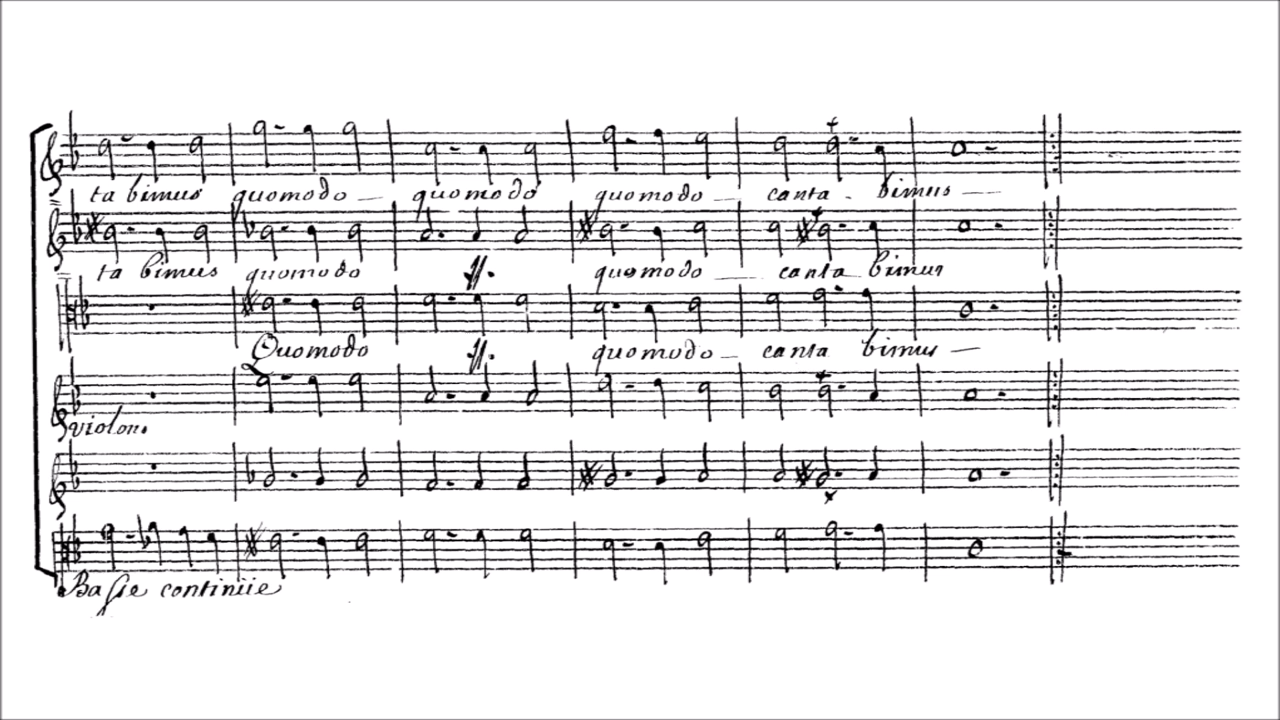 ta bimus quomodo quomodo quomodo canta bimus
ta bimus quomodo quomodo canta bimus
Quomodo quomodo canta bimus
violons
Basse continüe